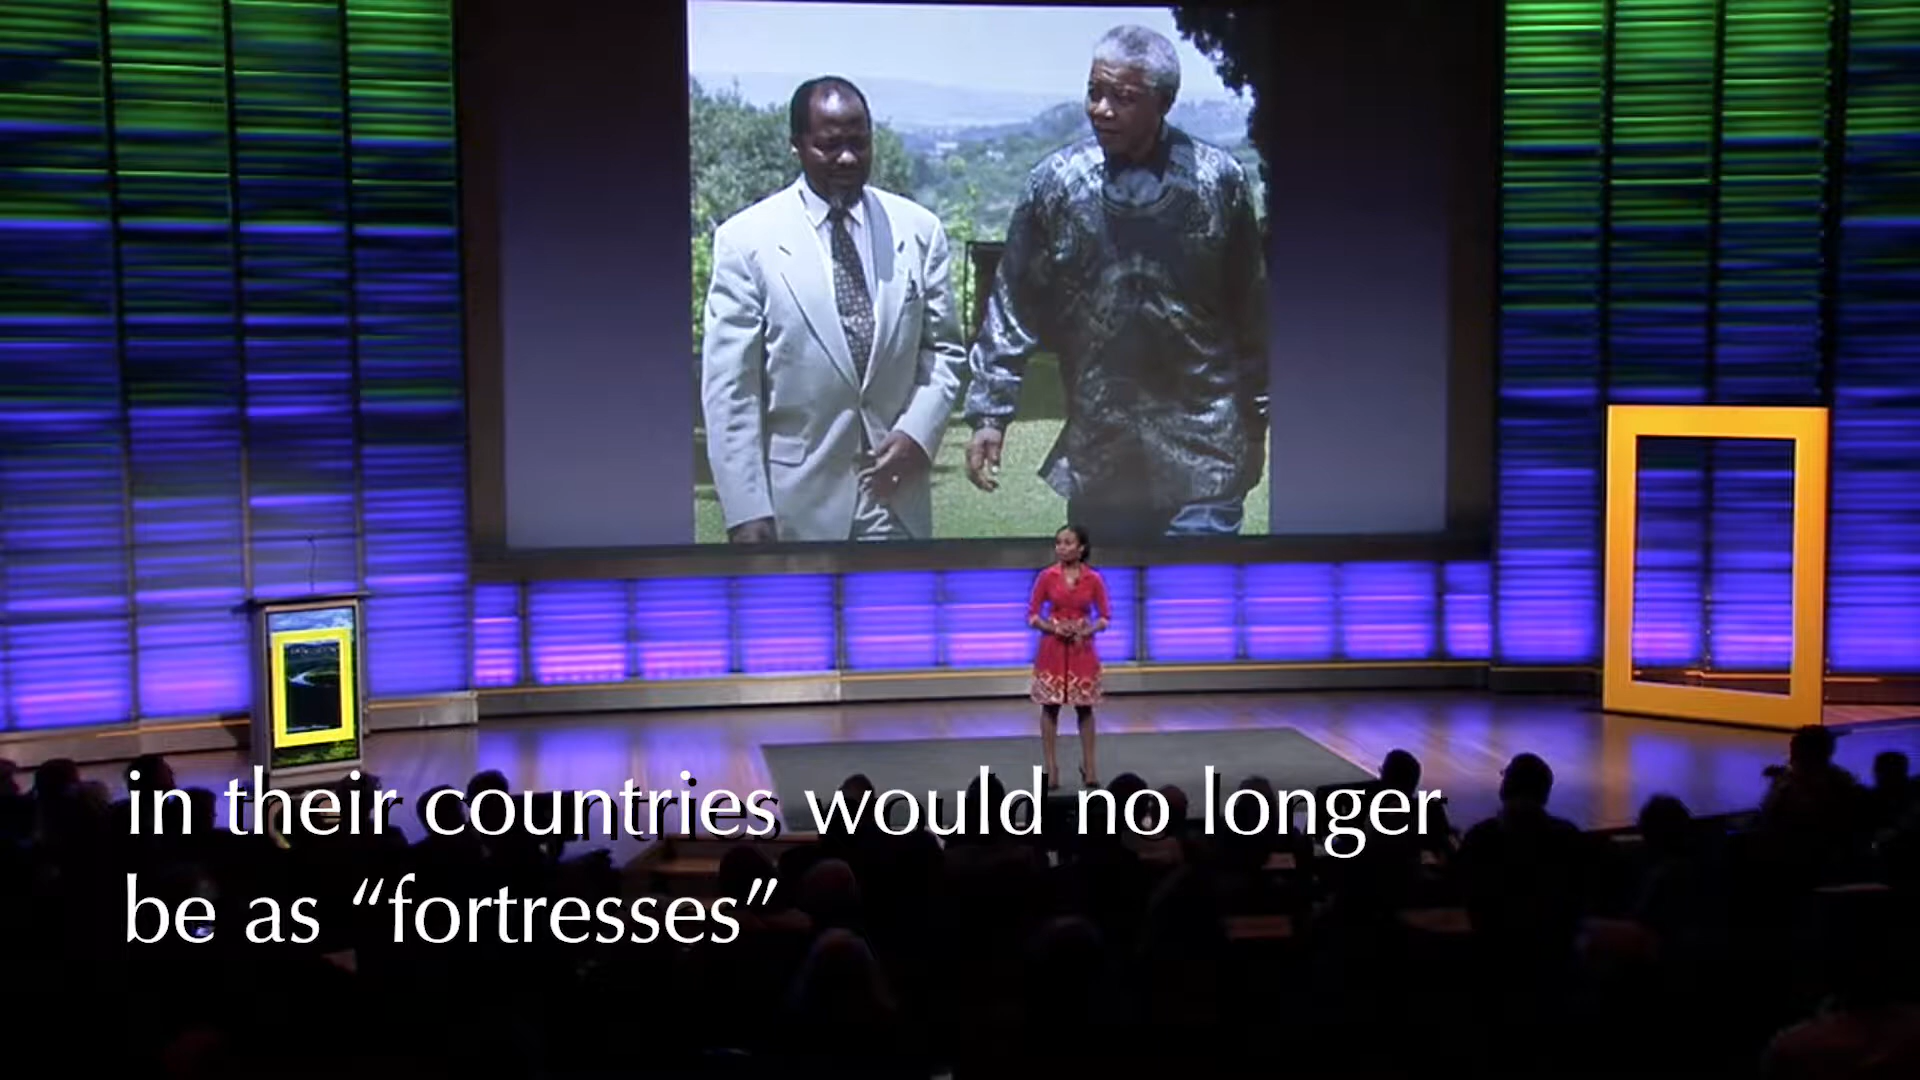 in their countries would no longer
be as “fortresses”